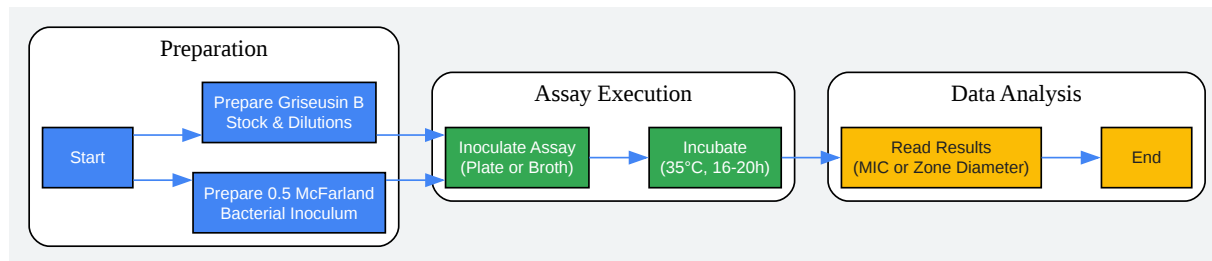 Preparation
Start
Prepare Griseusin B
Stock & Dilutions
Prepare 0.5 McFarland
Bacterial Inoculum
Assay Execution
Inoculate Assay
(Plate or Broth)
Incubate
(35°C, 16-20h)
Data Analysis
Read Results
(MIC or Zone Diameter)
End